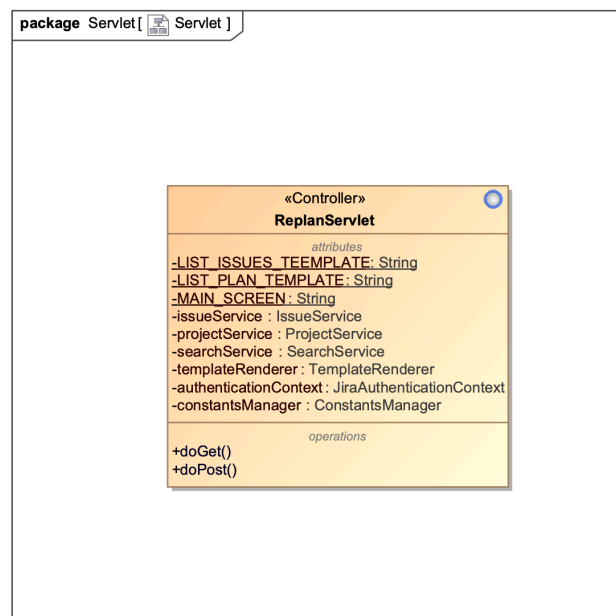 package Servlet[ Servlet ]
«Controller»
ReplanServlet
attributes
-LIST_ISSUES_TEEMPLATE: String
-LIST_PLAN_TEMPLATE: String
-MAIN_SCREEN : String
-issueService : IssueService
-projectService : ProjectService
-searchService : SearchService
-templateRenderer : TemplateRenderer
-authenticationContext : JiraAuthenticationContext
-constantsManager : ConstantsManager
operations
+doGet()
+doPost()